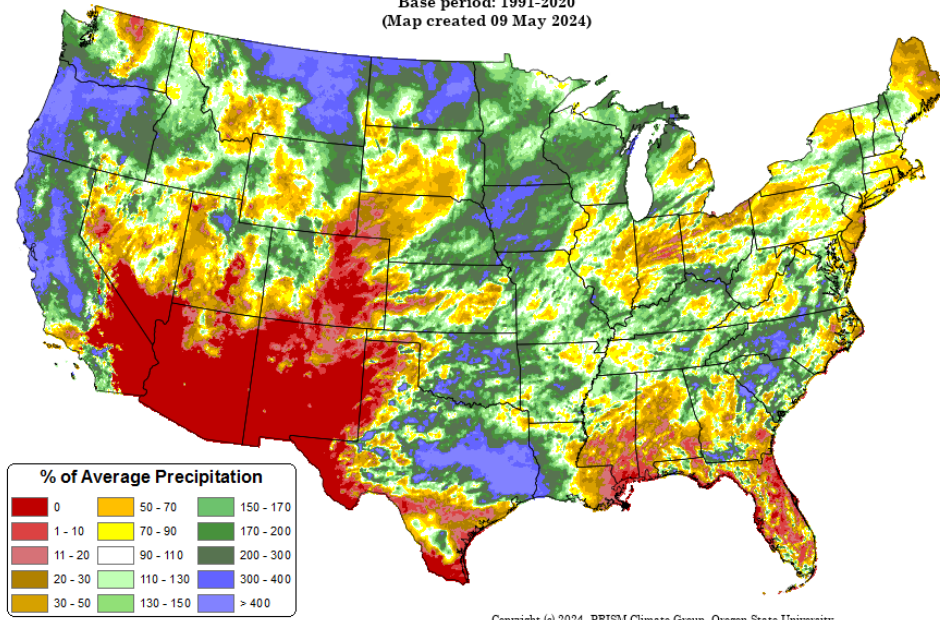 Base period: 1991-2020
(Map created 09 May 2024)
% of Average Precipitation
0
50 - 70
150 - 170
1 - 10
70 - 90
170 - 200
11 - 20
90 - 110
200 - 300
20 - 30
110 - 130
300 - 400
30 - 50
130 - 150
> 400
Copyright (c) 2024, PRISM Climate Group, Oregon State University